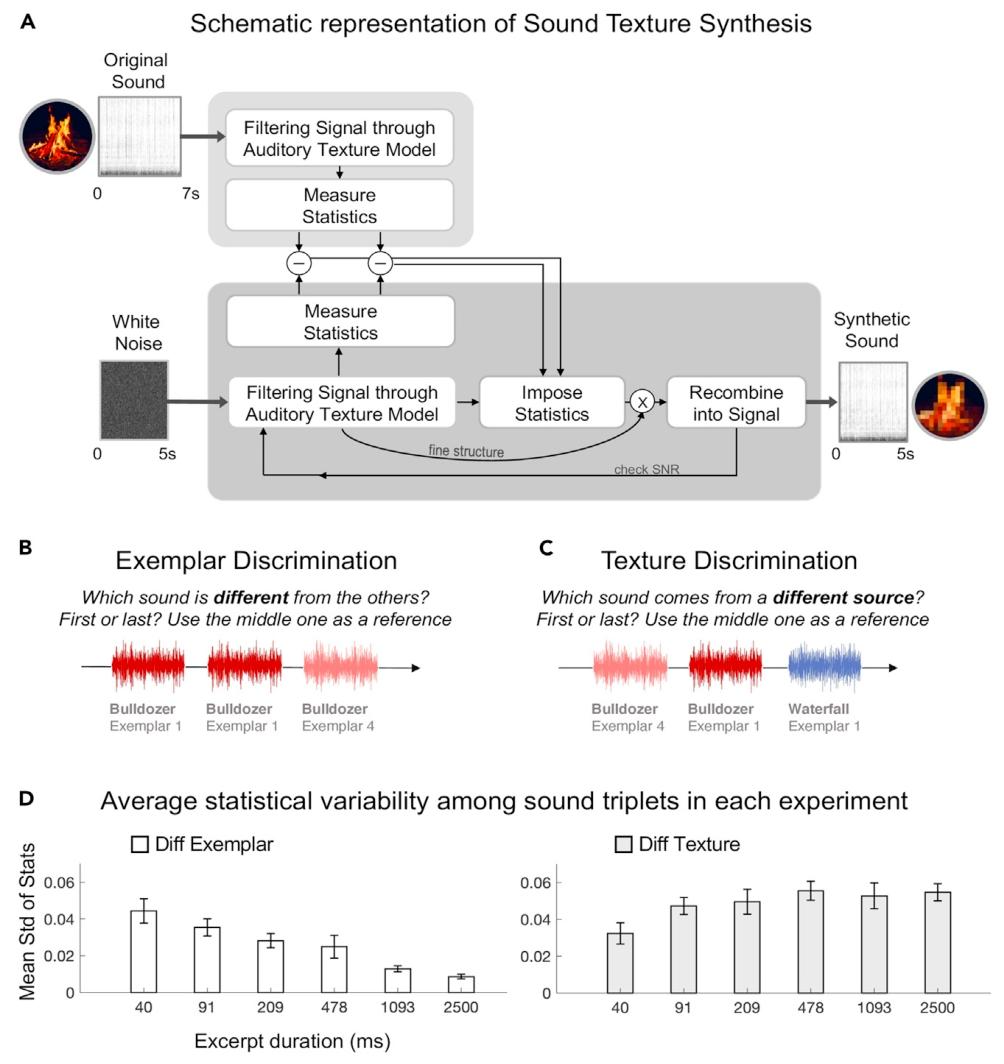 A
Schematic representation of Sound Texture Synthesis
Original
Sound
0
7s
Filtering Signal through
Auditory Texture Model
Measure
Statistics
−
−
Measure
Statistics
White
Noise
0
5s
Filtering Signal through
Auditory Texture Model
Impose
Statistics
x
Recombine
into Signal
fine structure
check SNR
Synthetic
Sound
0
5s
B
Exemplar Discrimination
Which sound is different from the others?
First or last? Use the middle one as a reference
Bulldozer
Exemplar 1
Bulldozer
Exemplar 1
Bulldozer
Exemplar 4
C
Texture Discrimination
Which sound comes from a different source?
First or last? Use the middle one as a reference
Bulldozer
Exemplar 4
Bulldozer
Exemplar 1
Waterfall
Exemplar 1
D
Average statistical variability among sound triplets in each experiment
Diff Exemplar
Mean Std of Stats
0.06
0.04
0.02
0
40 91 209 478 1093 2500
Excerpt duration (ms)
Diff Texture
0.06
0.04
0.02
0
40 91 209 478 1093 2500